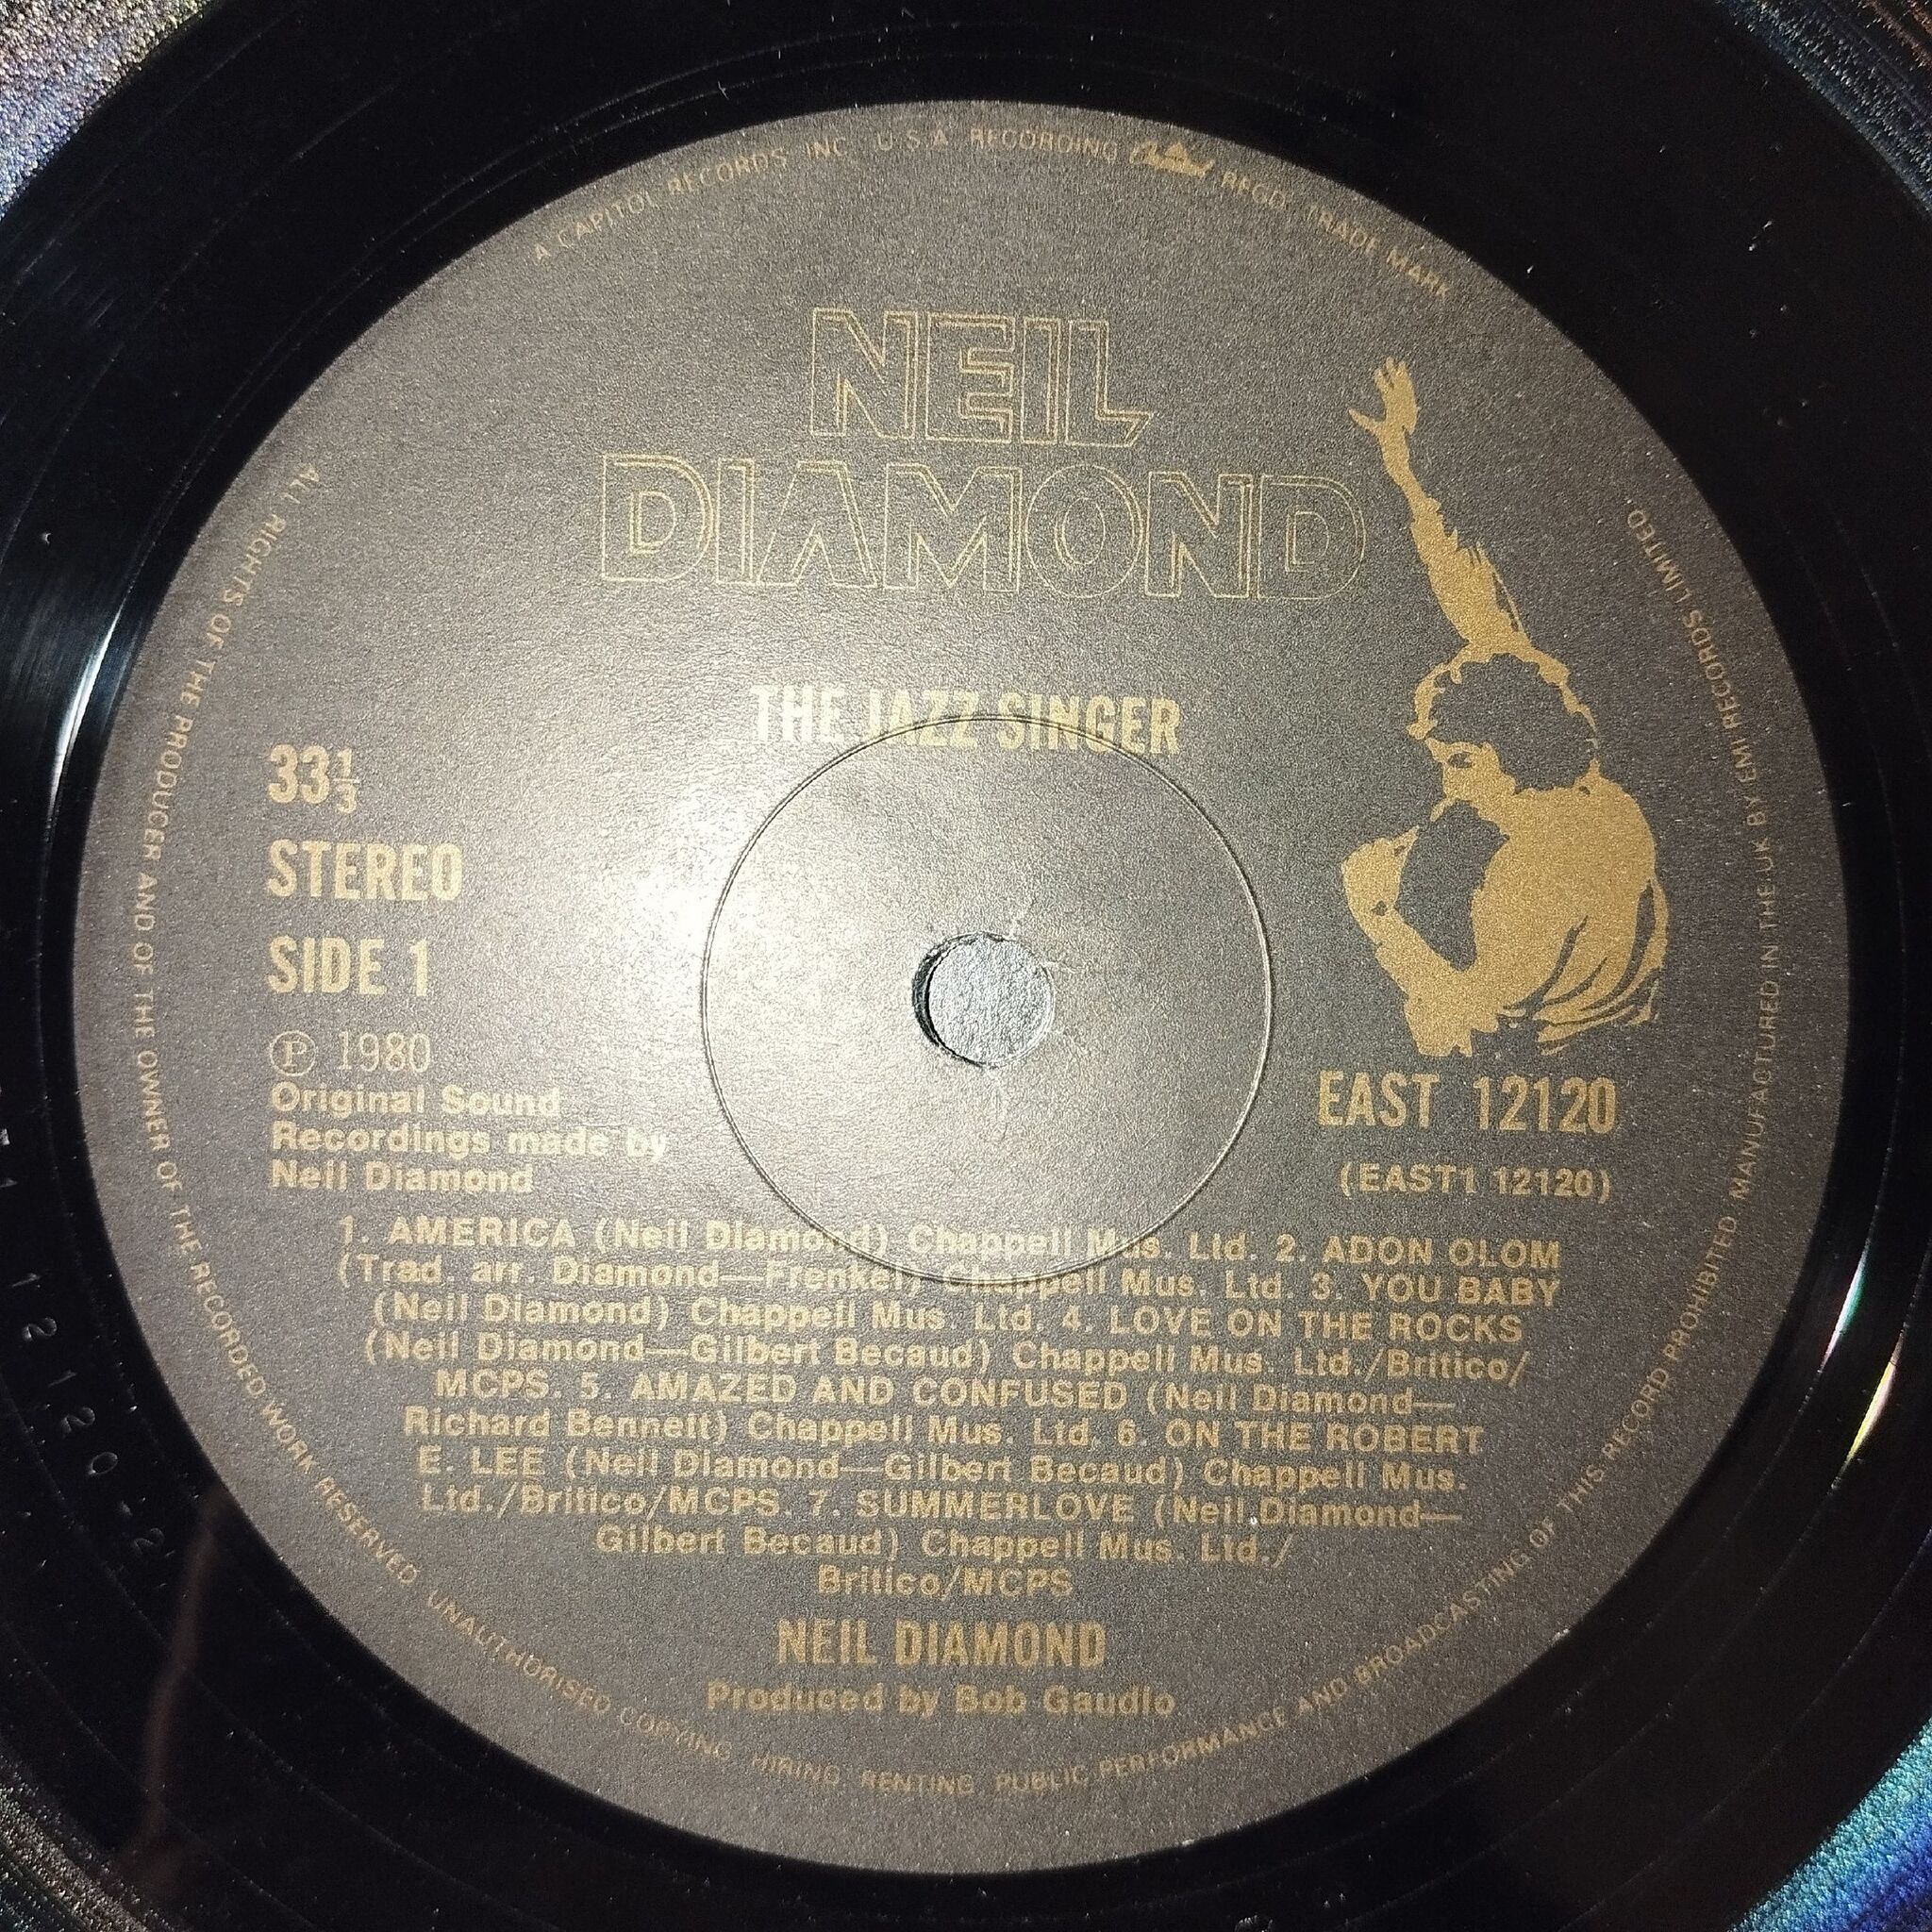 A CAPITOL RECORDS INC. U.S.A. RECORDING Capitol REGD. TRADE MARK
NEIL
DIAMOND
THE JAZZ SINGER
33⅓
STEREO
SIDE 1
℗ 1980
Original Sound
Recordings made by
Neil Diamond
EAST 12120
(EAST1 12120)
1. AMERICA (Neil Diamond) Chappell Mus. Ltd. 2. ADON OLOM
(Trad. arr. Diamond—Frenkel) Chappell Mus. Ltd. 3. YOU BABY
(Neil Diamond) Chappell Mus. Ltd. 4. LOVE ON THE ROCKS
(Neil Diamond—Gilbert Becaud) Chappell Mus. Ltd./Britico/
MCPS. 5. AMAZED AND CONFUSED (Neil Diamond—
Richard Bennett) Chappell Mus. Ltd. 6. ON THE ROBERT
E. LEE (Neil Diamond—Gilbert Becaud) Chappell Mus.
Ltd./Britico/MCPS. 7. SUMMERLOVE (Neil Diamond—
Gilbert Becaud) Chappell Mus. Ltd./
Britico/MCPS
NEIL DIAMOND
Produced by Bob Gaudio
ALL RIGHTS OF THE PRODUCER AND OF THE OWNER OF THE RECORDED WORK RESERVED. UNAUTHORISED COPYING, HIRING, RENTING, PUBLIC PERFORMANCE AND BROADCASTING OF THIS RECORD PROHIBITED. MANUFACTURED IN THE UK BY EMI RECORDS LIMITED
12120-2